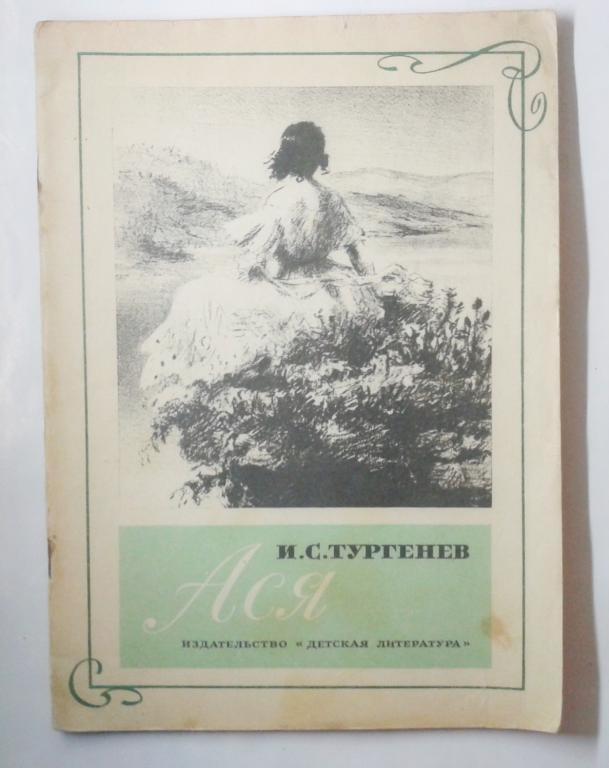 И.С.ТУРГЕНЕВ
Ася
ИЗДАТЕЛЬСТВО «ДЕТСКАЯ ЛИТЕРАТУРА»